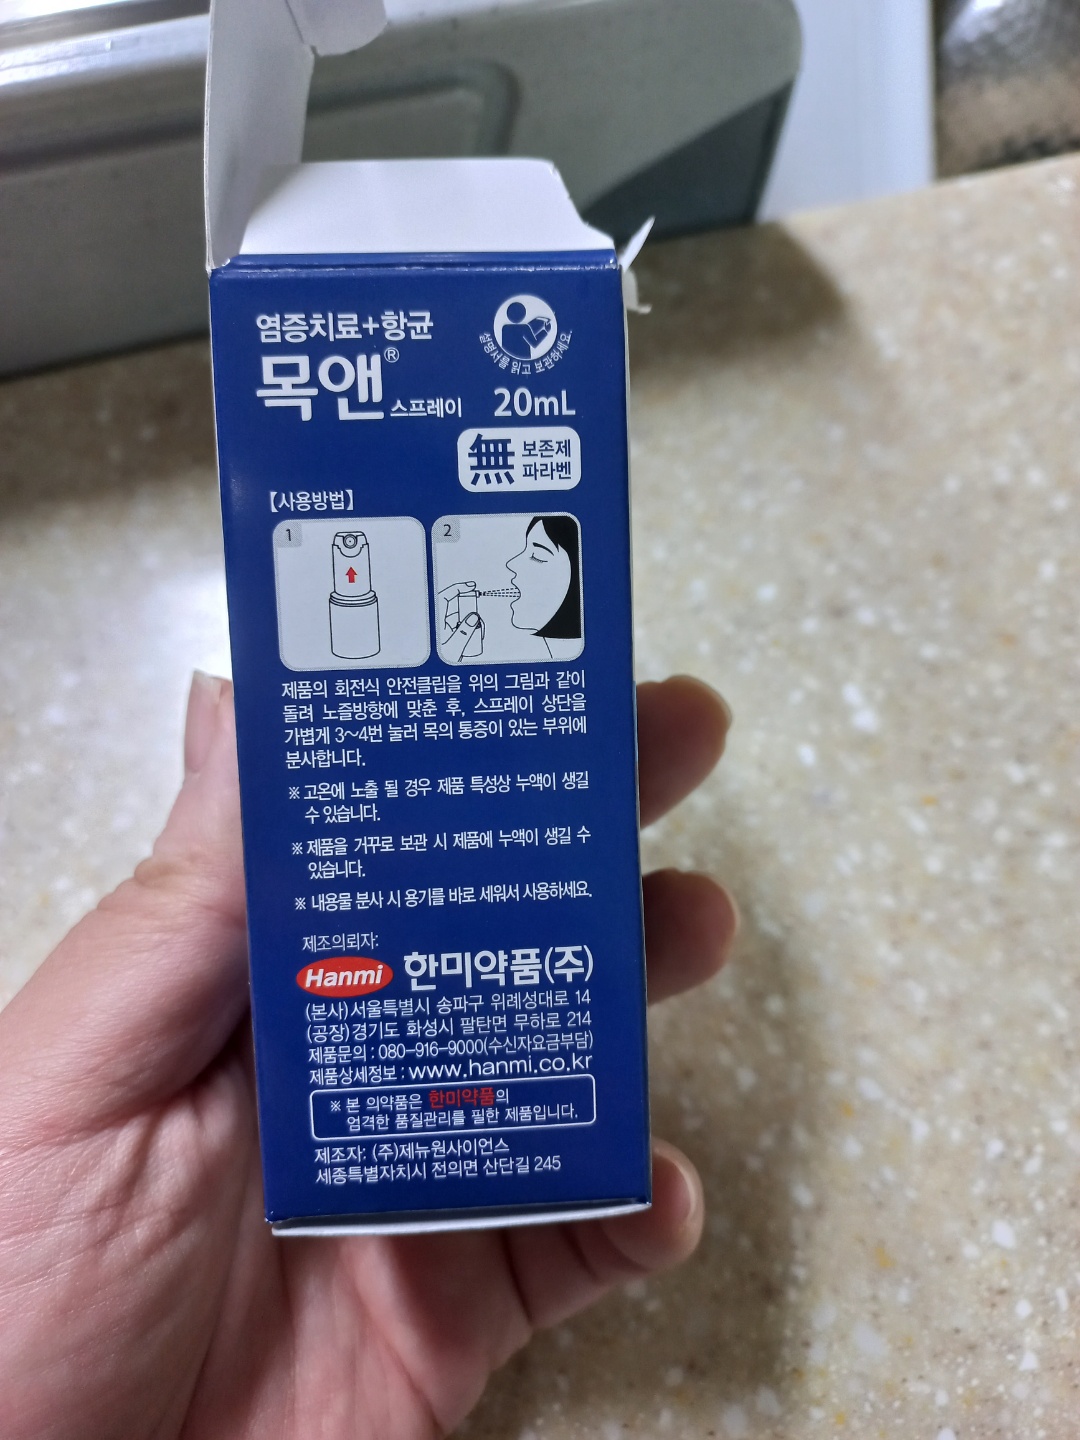 염증치료+항균
목앤®
스프레이 20mL
설명서를 읽고 보관하세요.
無 보존제
파라벤
【사용방법】
1
2
제품의 회전식 안전클립을 위의 그림과 같이
돌려 노즐방향에 맞춘 후, 스프레이 상단을
가볍게 3~4번 눌러 목의 통증이 있는 부위에
분사합니다.
※ 고온에 노출 될 경우 제품 특성상 누액이 생길
수 있습니다.
※ 제품을 거꾸로 보관 시 제품에 누액이 생길 수
있습니다.
※ 내용물 분사 시 용기를 바로 세워서 사용하세요.
제조의뢰자:
Hanmi 한미약품(주)
(본사)서울특별시 송파구 위례성대로 14
(공장)경기도 화성시 팔탄면 무하로 214
제품문의 : 080-916-9000(수신자요금부담)
제품상세정보 : www.hanmi.co.kr
※ 본 의약품은 한미약품의
엄격한 품질관리를 필한 제품입니다.
제조자: (주)제뉴원사이언스
세종특별자치시 전의면 산단길 245